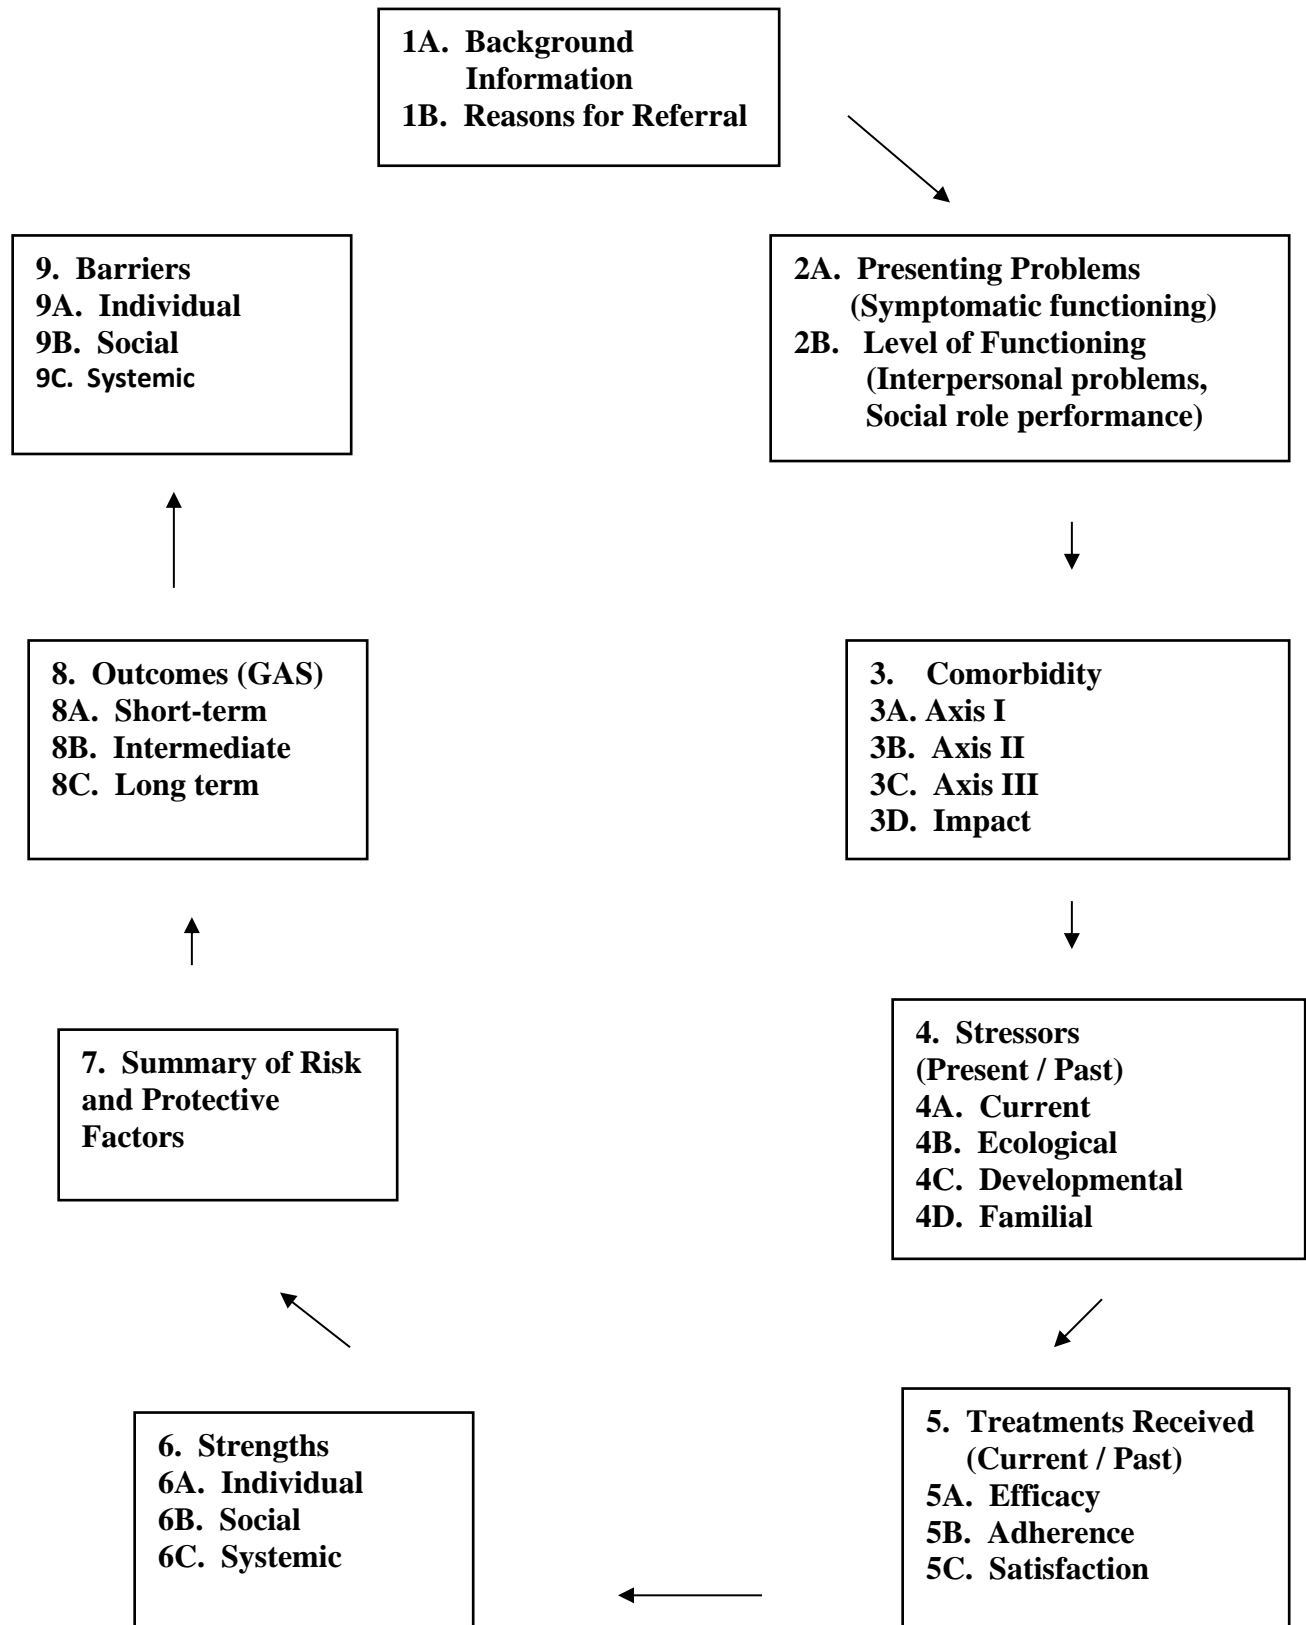 1A. Background
Information
1B. Reasons for Referral
2A. Presenting Problems
(Symptomatic functioning)
2B. Level of Functioning
(Interpersonal problems,
Social role performance)
3. Comorbidity
3A. Axis I
3B. Axis II
3C. Axis III
3D. Impact
4. Stressors
(Present / Past)
4A. Current
4B. Ecological
4C. Developmental
4D. Familial
5. Treatments Received
(Current / Past)
5A. Efficacy
5B. Adherence
5C. Satisfaction
6. Strengths
6A. Individual
6B. Social
6C. Systemic
7. Summary of Risk
and Protective
Factors
8. Outcomes (GAS)
8A. Short-term
8B. Intermediate
8C. Long term
9. Barriers
9A. Individual
9B. Social
9C. Systemic